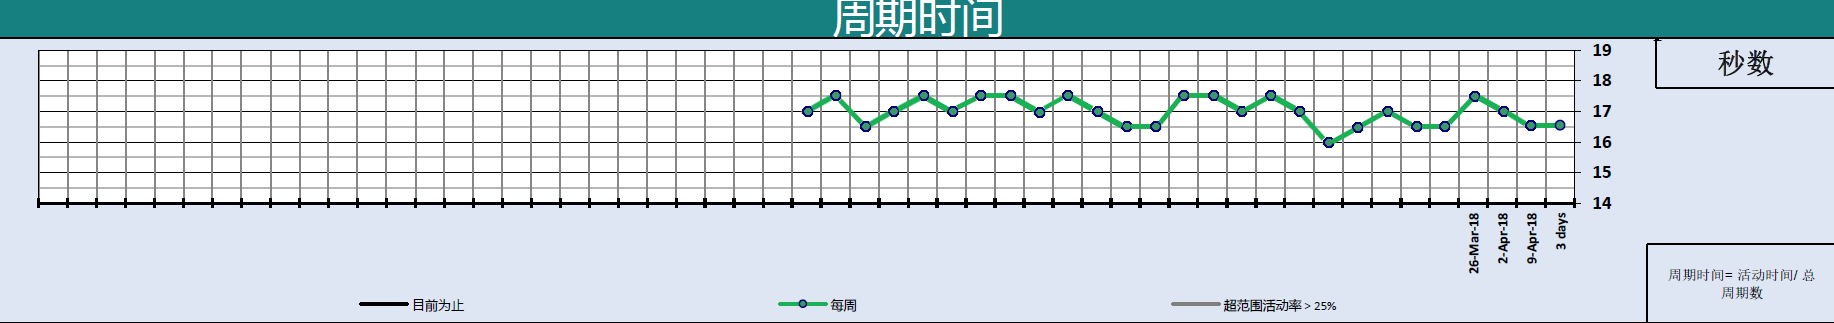 周期时间
19
秒数
18
17
16
15
14
26-Mar-18
2-Apr-18
9-Apr-18
3 days
周期时间= 活动时间/ 总
周期数
目前为止
每周
超范围活动率 > 25%